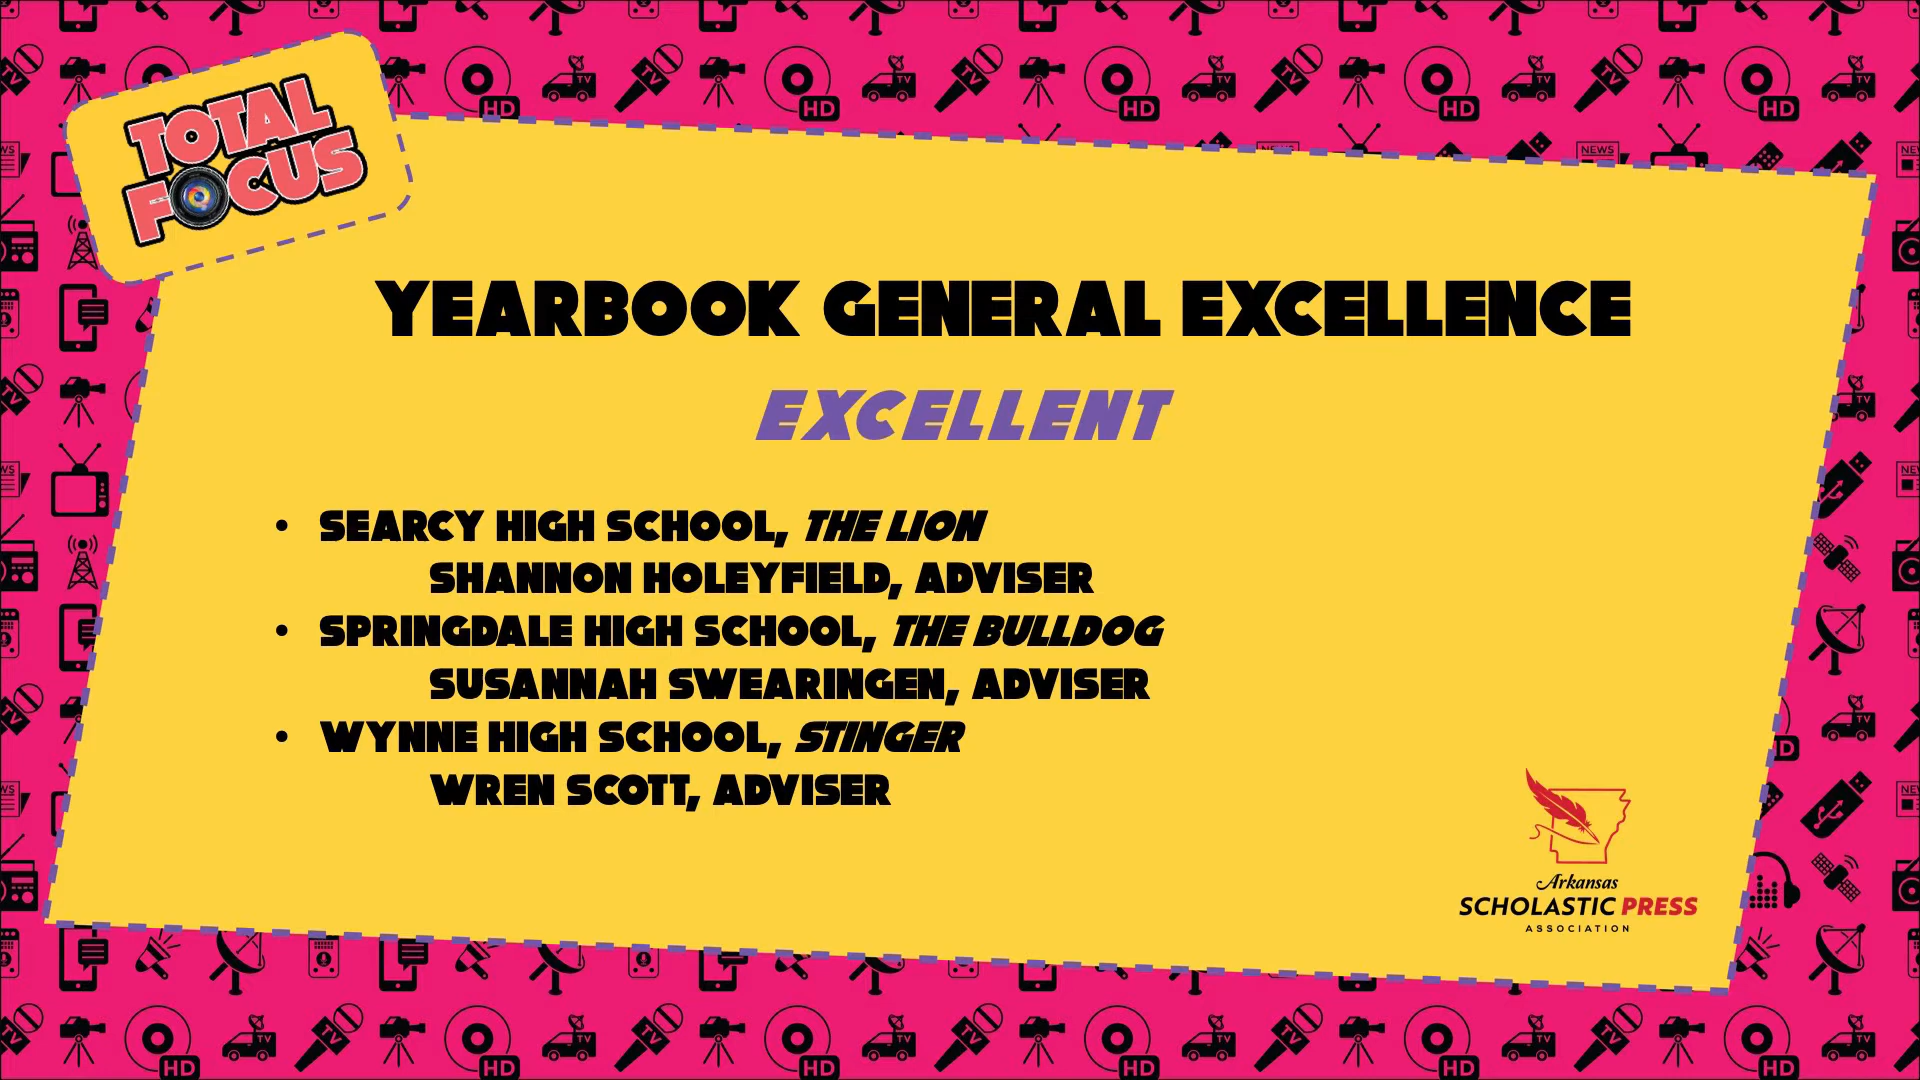 TOTAL
FOCUS
YEARBOOK GENERAL EXCELLENCE
EXCELLENT
• SEARCY HIGH SCHOOL, THE LION
SHANNON HOLEYFIELD, ADVISER
• SPRINGDALE HIGH SCHOOL, THE BULLDOG
SUSANNAH SWEARINGEN, ADVISER
• WYNNE HIGH SCHOOL, STINGER
WREN SCOTT, ADVISER
Arkansas
SCHOLASTIC PRESS
ASSOCIATION